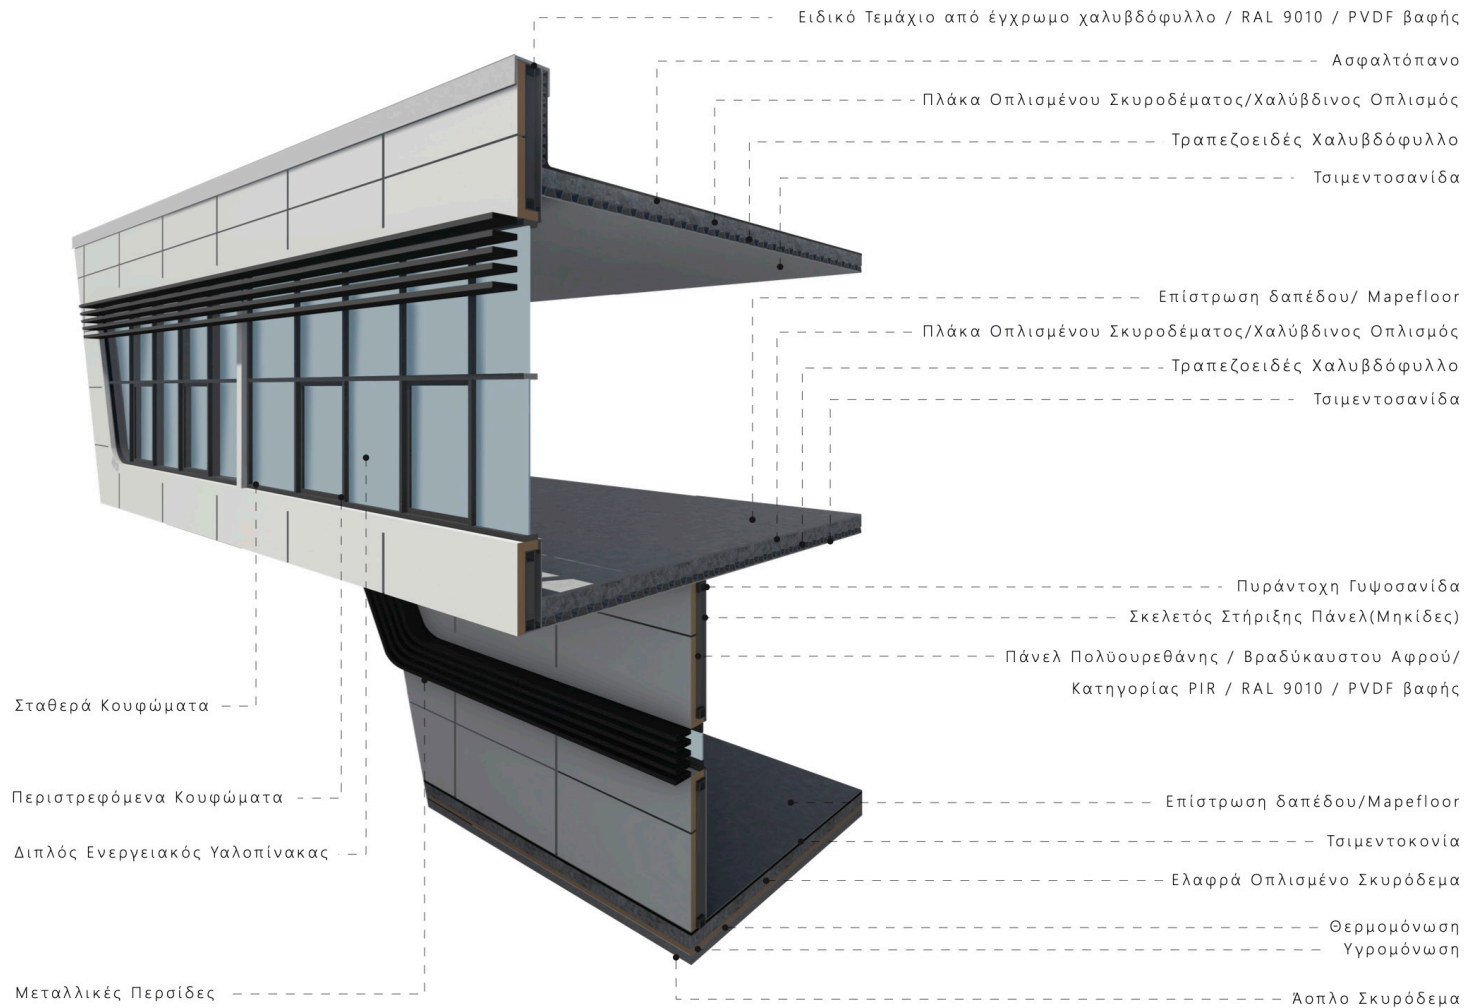 Ειδικό Τεμάχιο από έγχρωμο χαλυβδόφυλλο / RAL 9010 / PVDF βαφής
Ασφαλτόπανο
Πλάκα Οπλισμένου Σκυροδέματος/Χαλύβδινος Οπλισμός
Τραπεζοειδές Χαλυβδόφυλλο
Τσιμεντοσανίδα
Επίστρωση δαπέδου/ Mapefloor
Πλάκα Οπλισμένου Σκυροδέματος/Χαλύβδινος Οπλισμός
Τραπεζοειδές Χαλυβδόφυλλο
Τσιμεντοσανίδα
Πυράντοχη Γυψοσανίδα
Σκελετός Στήριξης Πάνελ(Μηκίδες)
Πάνελ Πολϋουρεθάνης / Βραδύκαυστου Αφρού/
Κατηγορίας PIR / RAL 9010 / PVDF βαφής
Σταθερά Κουφώματα
Περιστρεφόμενα Κουφώματα
Διπλός Ενεργειακός Υαλοπίνακας
Μεταλλικές Περσίδες
Επίστρωση δαπέδου/Mapefloor
Τσιμεντοκονία
Ελαφρά Οπλισμένο Σκυρόδεμα
Θερμομόνωση
Υγρομόνωση
Άοπλο Σκυρόδεμα